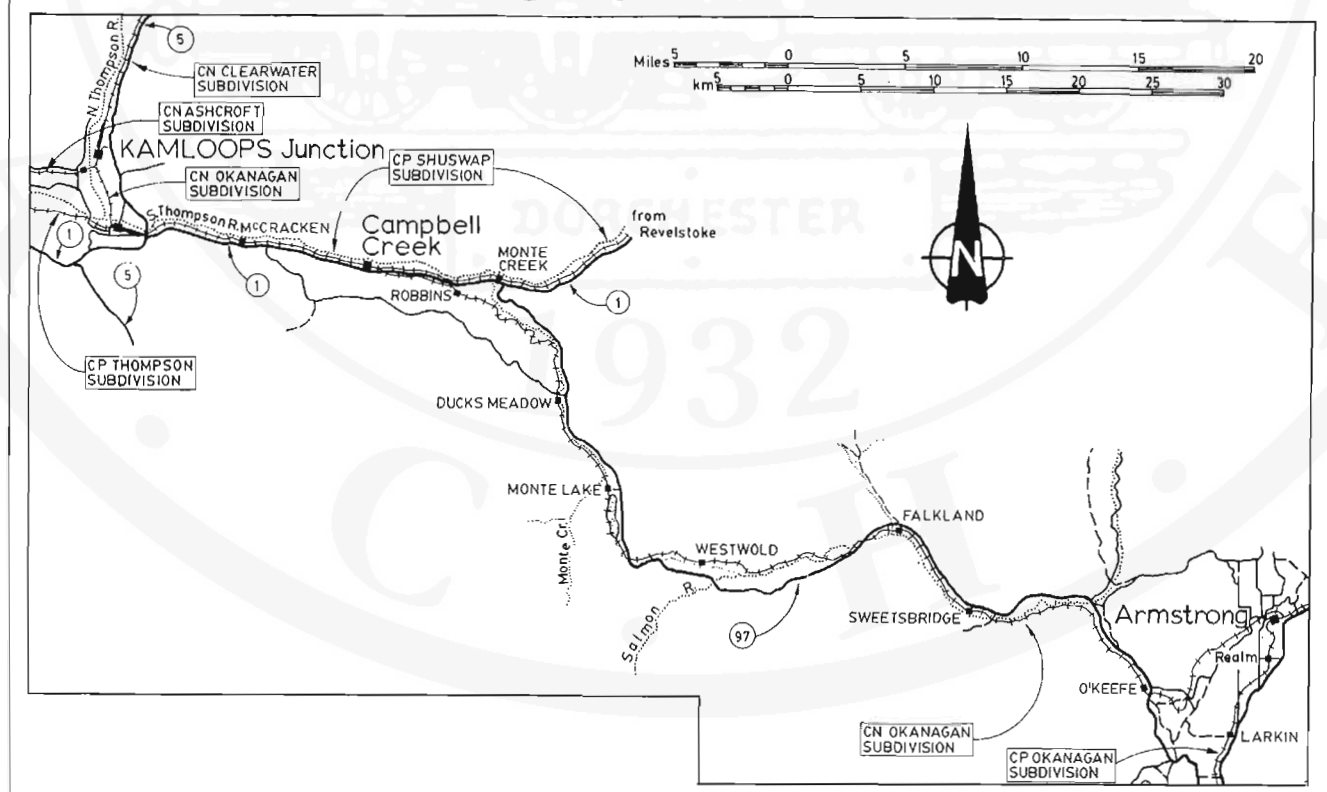 5
Miles 5 0 5 10 15 20
km 5 0 5 10 15 20 25 30
N. Thompson R.
CN CLEARWATER
SUBDIVISION
CN ASHCROFT
SUBDIVISION
KAMLOOPS Junction
CN OKANAGAN
SUBDIVISION
CP SHUSWAP
SUBDIVISION
S. Thompson R.
McCRACKEN
Campbell
Creek
from
Revelstoke
MONTE
CREEK
N
1
5
1
ROBBINS
1
CP THOMPSON
SUBDIVISION
DUCKS MEADOW
MONTE LAKE
Monte Cr.
WESTWOLD
FALKLAND
Salmon R.
97
SWEETSBRIDGE
Armstrong
Realm
O'KEEFE
CN OKANAGAN
SUBDIVISION
LARKIN
CP OKANAGAN
SUBDIVISION
DORCHESTER
1932
C H